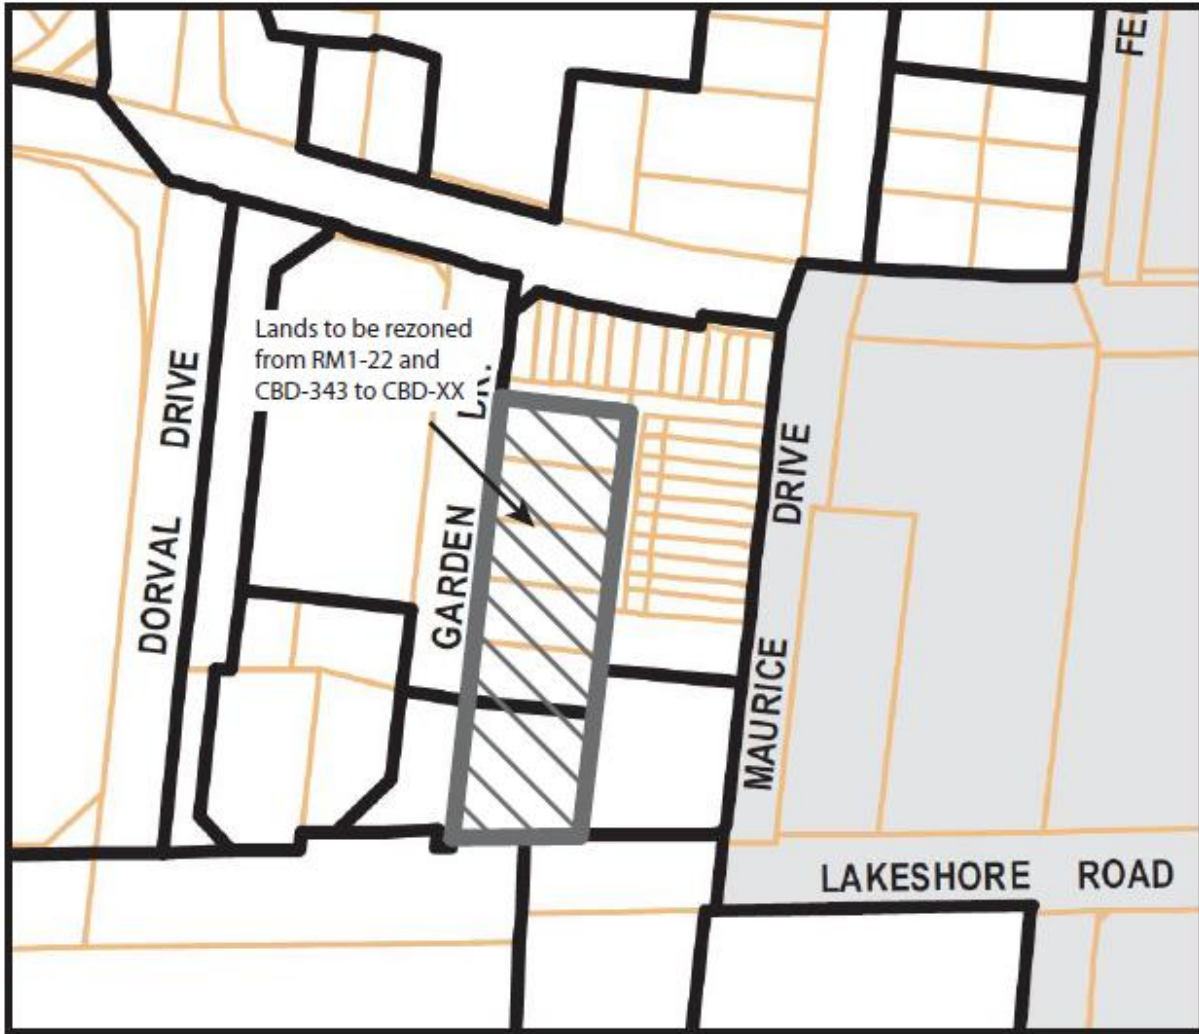 FE
Lands to be rezoned
from RM1-22 and
CBD-343 to CBD-XX
DORVAL DRIVE
GARDEN DR.
MAURICE DRIVE
LAKESHORE ROAD